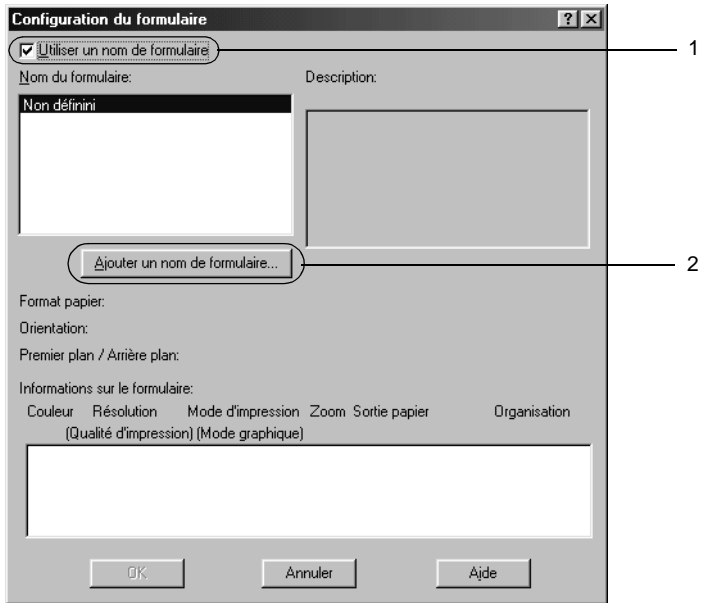 Configuration du formulaire
Utiliser un nom de formulaire
1
Nom du formulaire:
Description:
Non définini
Ajouter un nom de formulaire...
2
Format papier:
Orientation:
Premier plan / Arrière plan:
Informations sur le formulaire:
Couleur Résolution Mode d'impression Zoom Sortie papier Organisation
(Qualité d'impression) (Mode graphique)
OK Annuler Aide